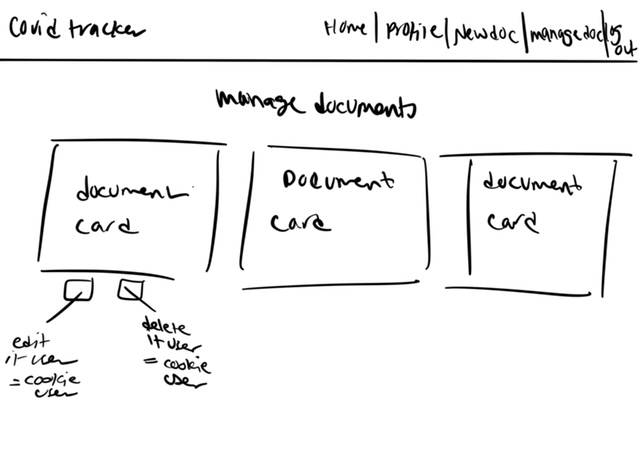 Covid tracker
Home | Profile | New doc | manage doc | log out
manage documents
document card
Document card
document card
edit
if user
= cookie
user
delete
if user
= cookie
user